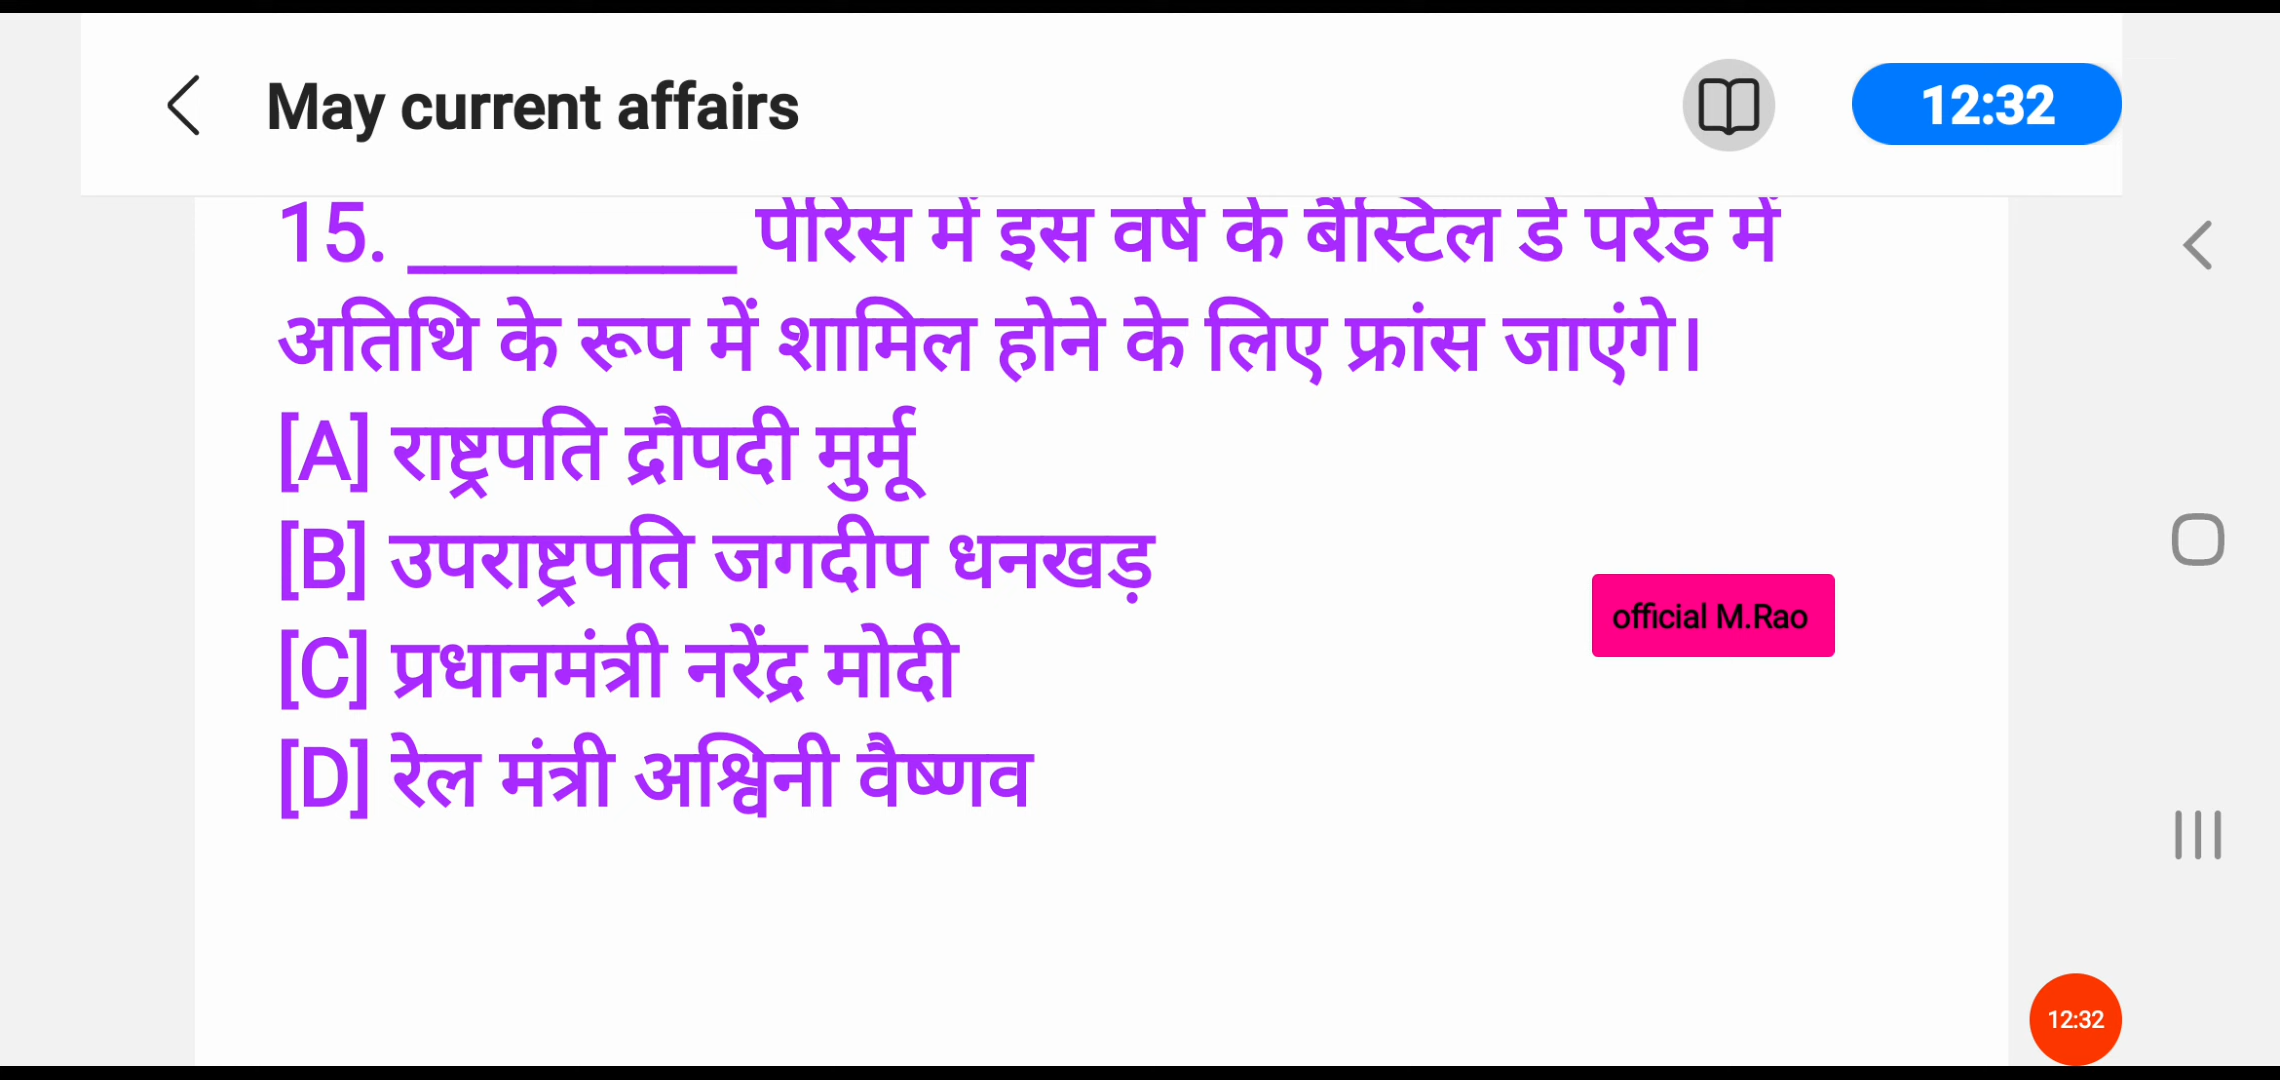 May current affairs
12:32
15. _________ पेरिस में इस वर्ष के बैस्टिल डे परेड में
अतिथि के रूप में शामिल होने के लिए फ्रांस जाएंगे।
[A] राष्ट्रपति द्रौपदी मुर्मू
[B] उपराष्ट्रपति जगदीप धनखड़
[C] प्रधानमंत्री नरेंद्र मोदी
[D] रेल मंत्री अश्विनी वैष्णव
official M.Rao
12:32